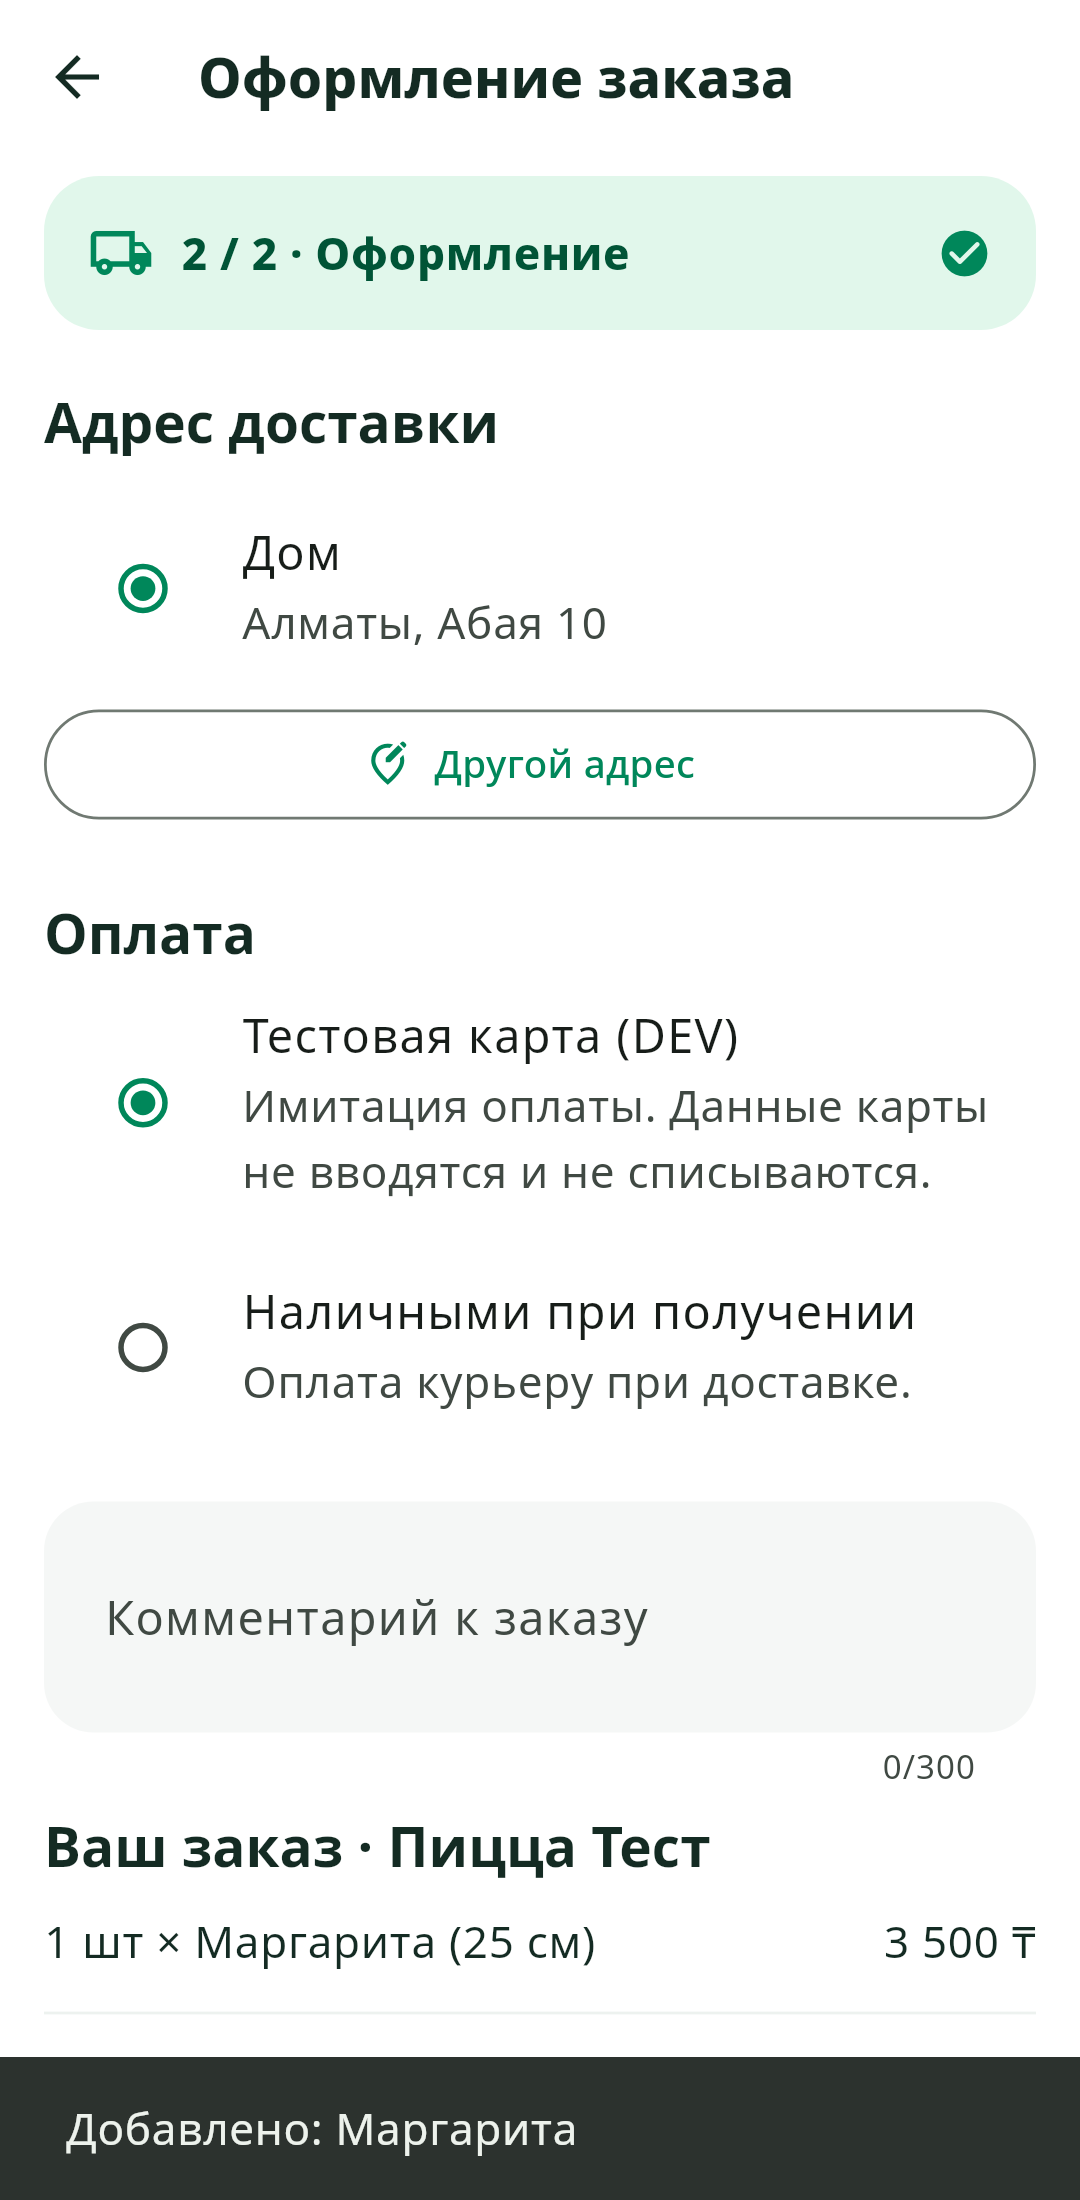 Оформление заказа
2 / 2 · Оформление
Адрес доставки
Дом
Алматы, Абая 10
Другой адрес
Оплата
Тестовая карта (DEV)
Имитация оплаты. Данные карты
не вводятся и не списываются.
Наличными при получении
Оплата курьеру при доставке.
Комментарий к заказу
0/300
Ваш заказ · Пицца Тест
1 шт × Маргарита (25 см) 3 500 ₸
Добавлено: Маргарита